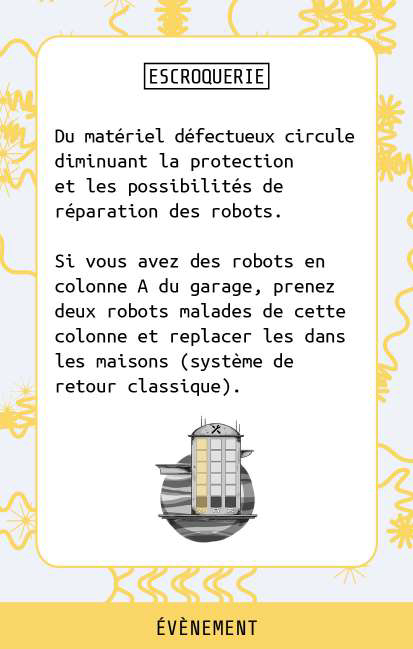 ESCROQUERIE
Du matériel défectueux circule
diminuant la protection
et les possibilités de
réparation des robots.
Si vous avez des robots en
colonne A du garage, prenez
deux robots malades de cette
colonne et replacer les dans
les maisons (système de
retour classique).
ÉVÈNEMENT